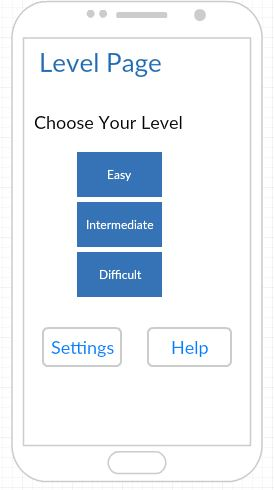 Level Page
Choose Your Level
Easy
Intermediate
Difficult
Settings Help